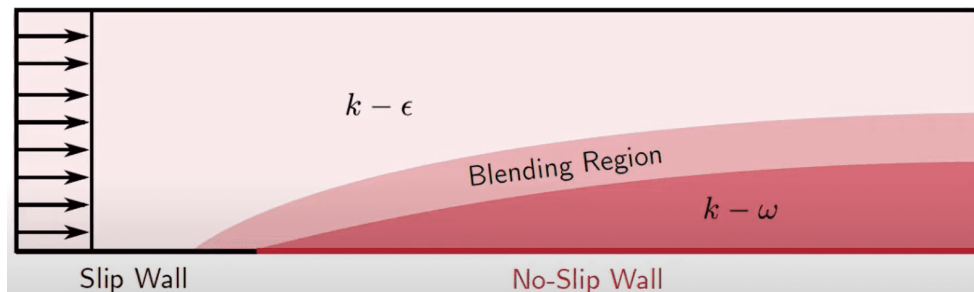 k − ϵ
Blending Region
k − ω
Slip Wall
No-Slip Wall